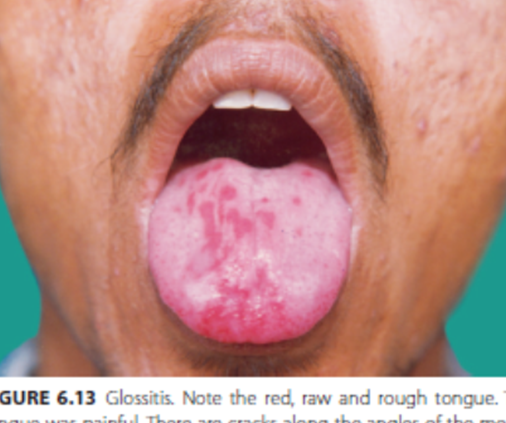 GURE 6.13 Glossitis. Note the red, raw and rough tongue.
ngue was painful. There are cracks along the angles of the mo